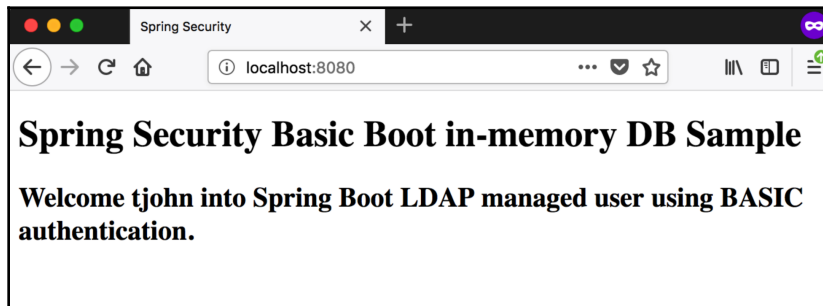 Spring Security
localhost:8080
Spring Security Basic Boot in-memory DB Sample
Welcome tjohn into Spring Boot LDAP managed user using BASIC
authentication.